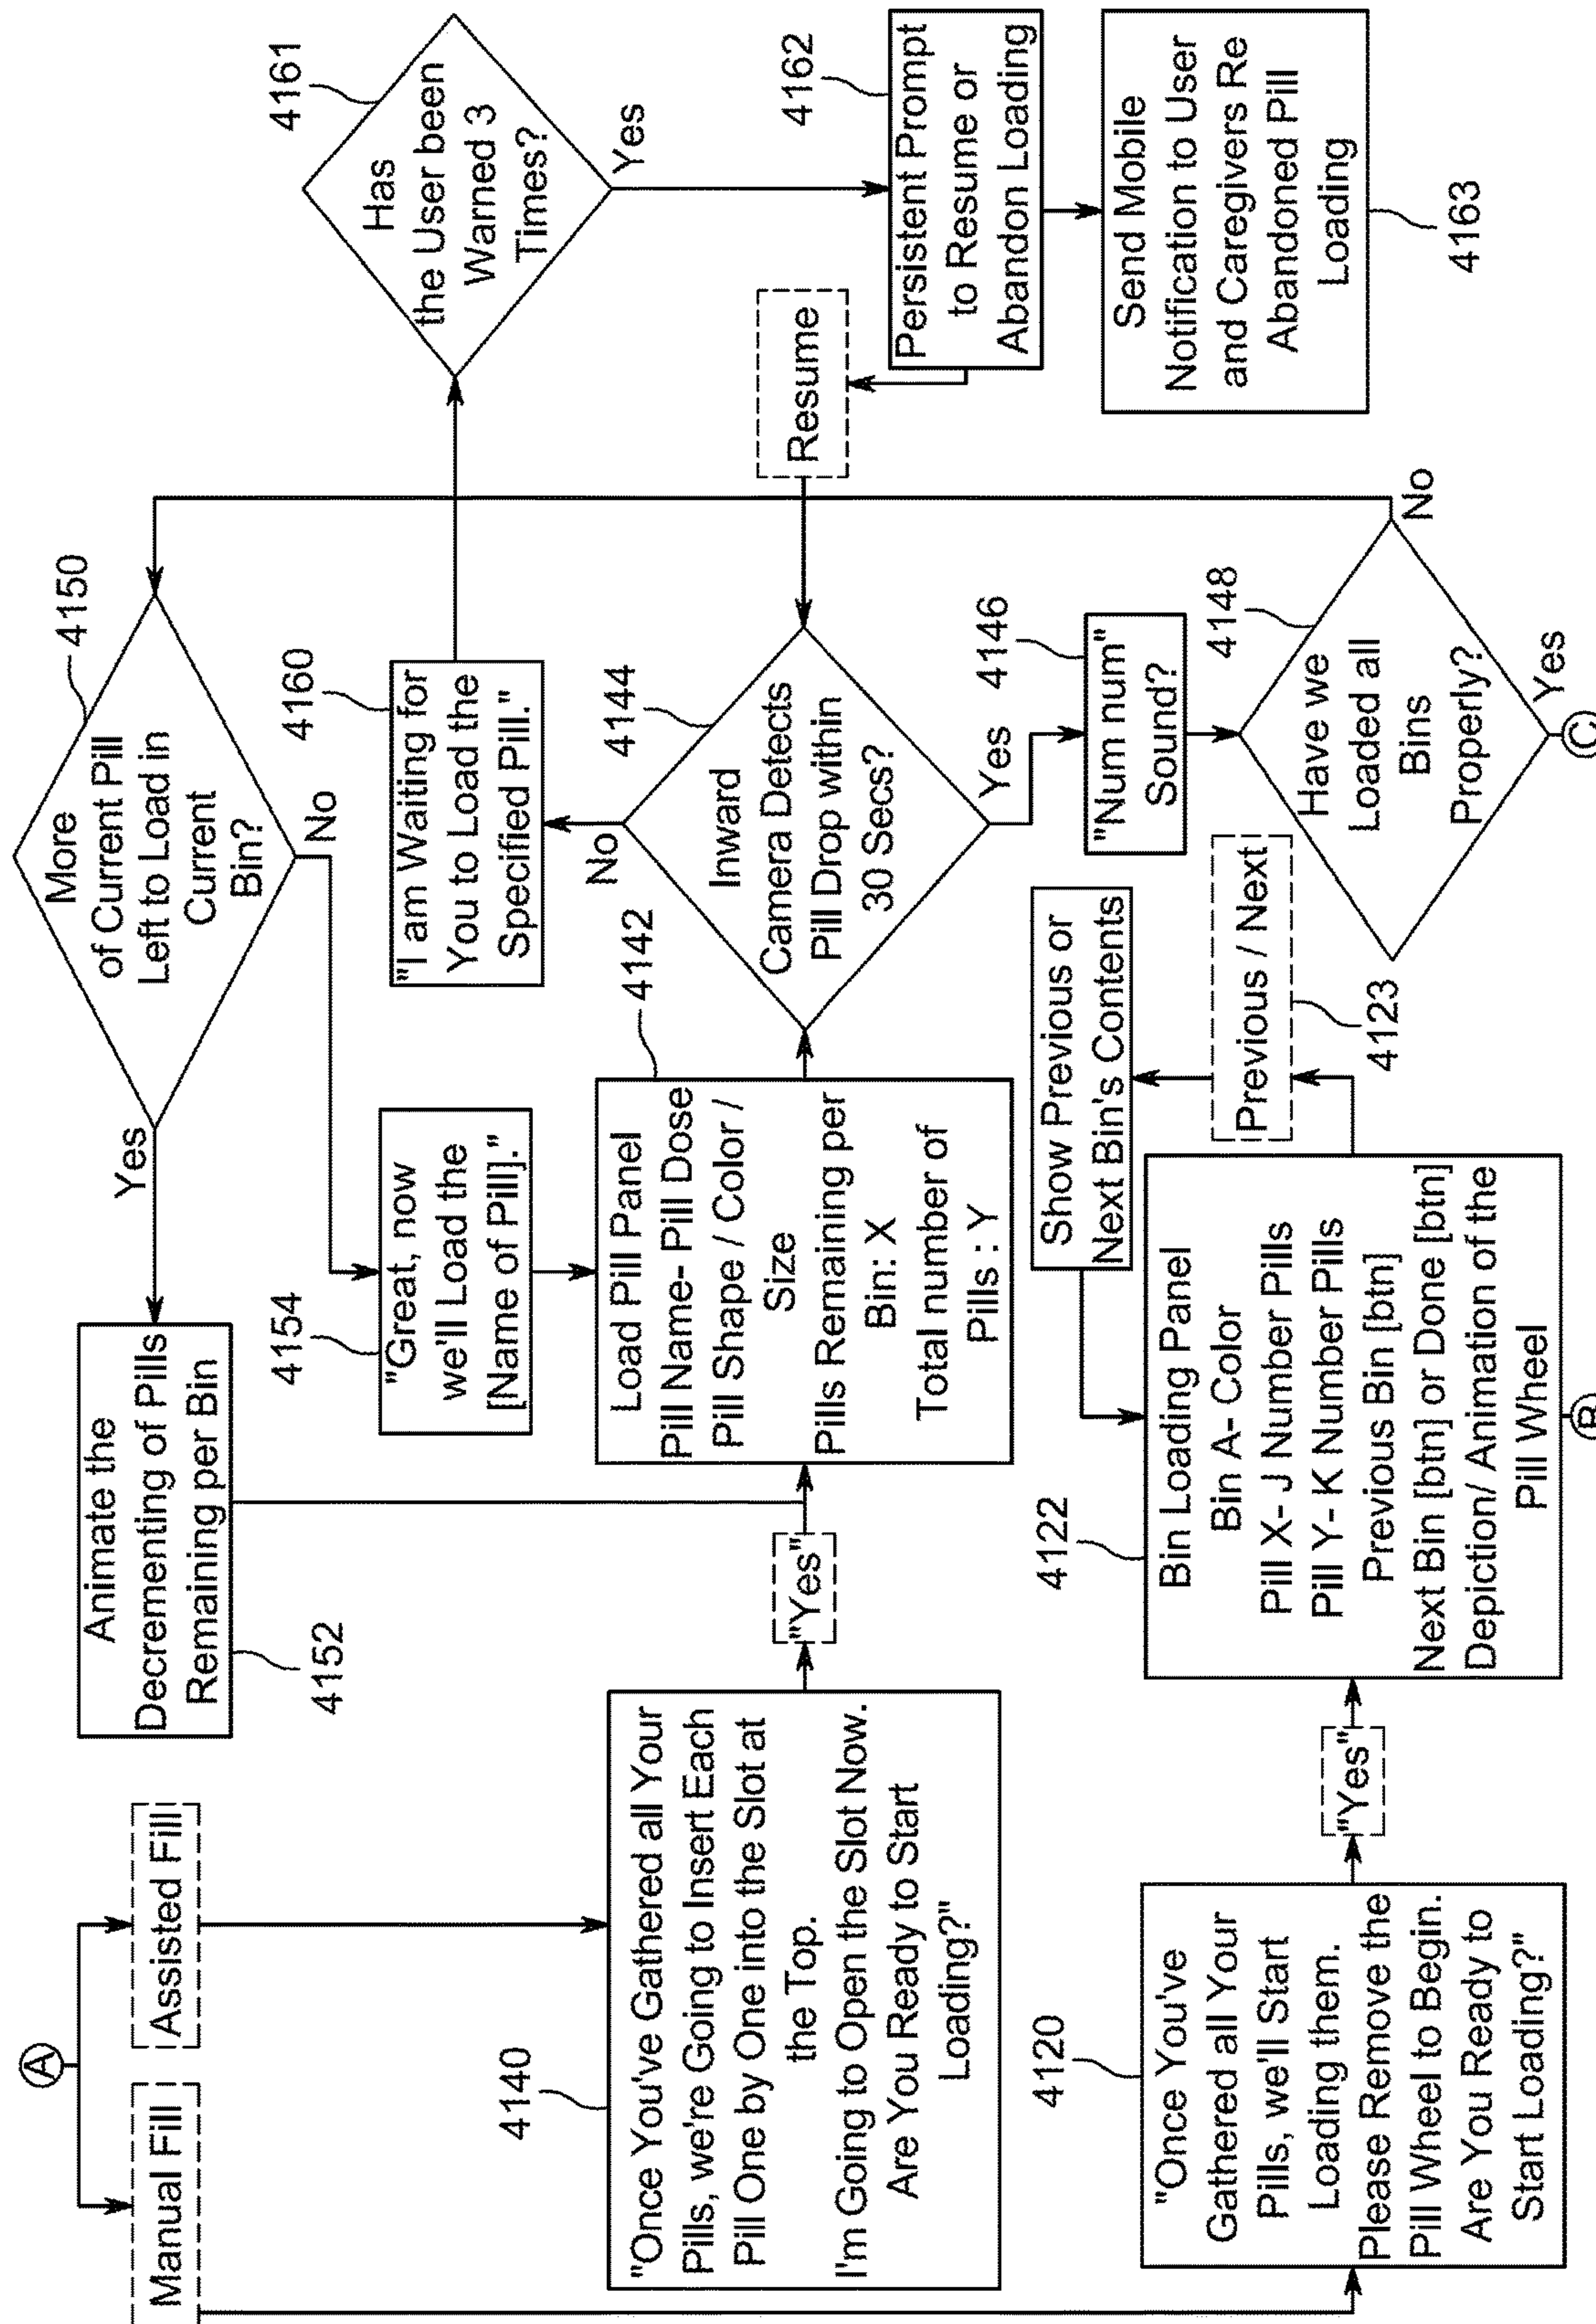 A
Manual Fill
Assisted Fill
4140
"Once You've Gathered all Your
Pills, we're Going to Insert Each
Pill One by One into the Slot at
the Top.
I'm Going to Open the Slot Now.
Are You Ready to Start
Loading?"
"Yes"
4120
"Once You've
Gathered all Your
Pills, we'll Start
Loading them.
Please Remove the
Pill Wheel to Begin.
Are You Ready to
Start Loading?"
"Yes"
Animate the
Decrementing of Pills
Remaining per Bin
4152
Yes
4154
"Great, now
we'll Load the
[Name of Pill]."
4142
Load Pill Panel
Pill Name- Pill Dose
Pill Shape / Color /
Size
Pills Remaining per
Bin: X
Total number of
Pills : Y
4122
Bin Loading Panel
Bin A- Color
Pill X- J Number Pills
Pill Y- K Number Pills
Previous Bin [btn]
Next Bin [btn] or Done [btn]
Depiction/ Animation of the
Pill Wheel
B
Show Previous or
Next Bin's Contents
Previous / Next
4123
More
of Current Pill
Left to Load in
Current
Bin?
4150
No
4160
"I am Waiting for
You to Load the
Specified Pill."
No
4144
Inward
Camera Detects
Pill Drop within
30 Secs?
Yes
4146
"Num num"
Sound?
4148
Have we
Loaded all
Bins
Properly?
No
Yes
C
4161
Has
the User been
Warned 3
Times?
Yes
4162
Persistent Prompt
to Resume or
Abandon Loading
Resume
Send Mobile
Notification to User
and Caregivers Re
Abandoned Pill
Loading
4163